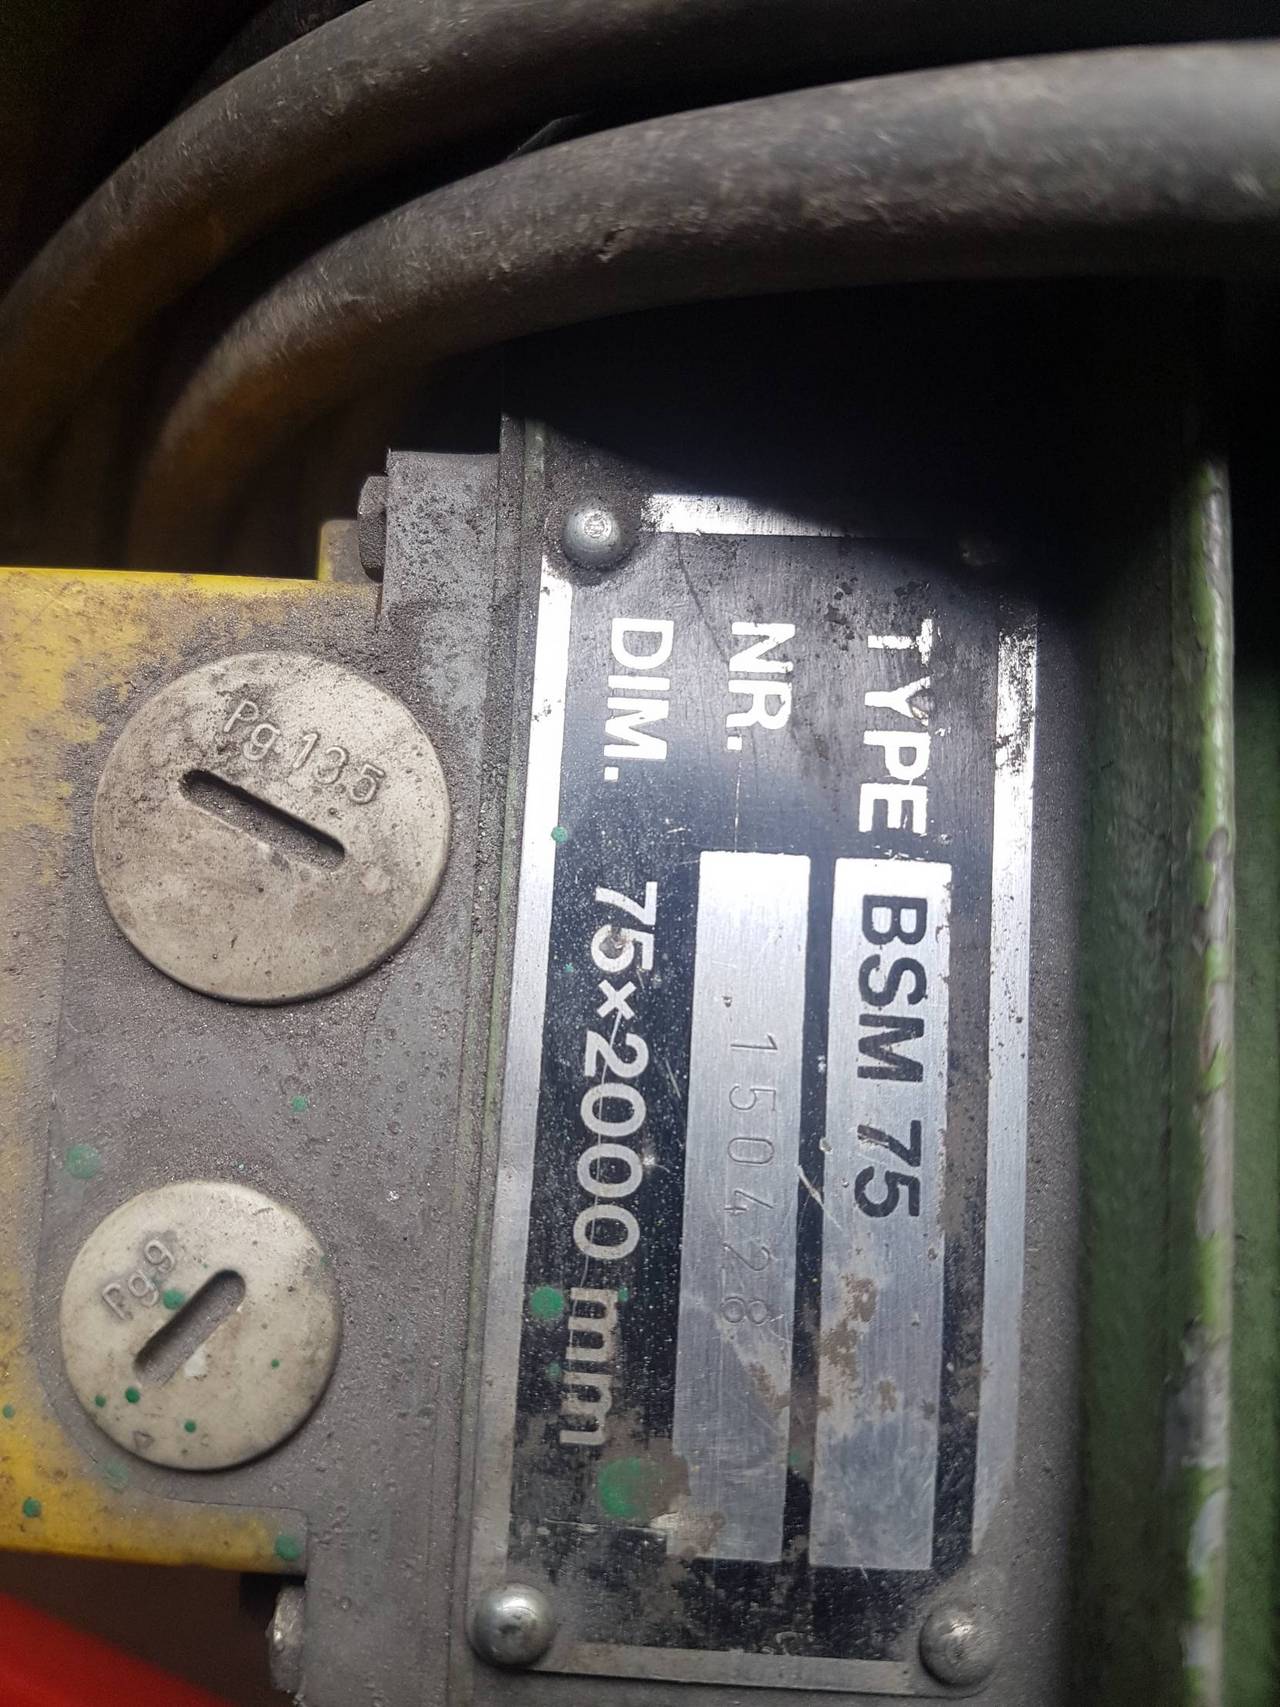 TYPE BSM 75
NR. 150428
DIM. 75×2000 mm
Pg 13.5
Pg 9